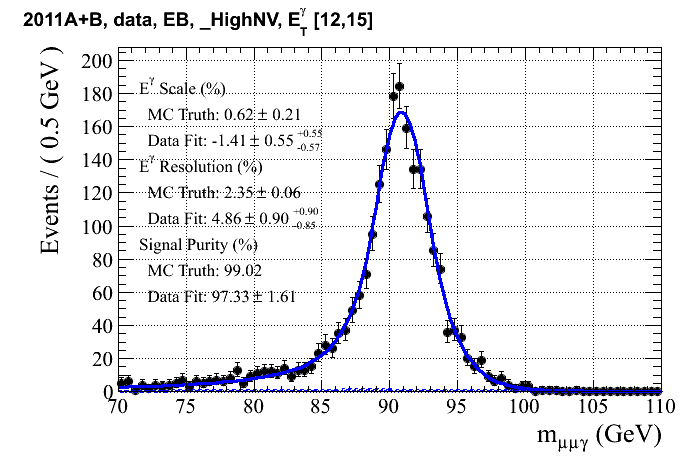 2011A+B, data, EB, _HighNV, E_T^γ [12,15]
Events / ( 0.5 GeV )
200
180
160
140
120
100
80
60
40
20
0
E^γ Scale (%)
MC Truth: 0.62 ± 0.21
Data Fit: -1.41 ± 0.55 +0.55 -0.57
E^γ Resolution (%)
MC Truth: 2.35 ± 0.06
Data Fit: 4.86 ± 0.90 +0.90 -0.85
Signal Purity (%)
MC Truth: 99.02
Data Fit: 97.33 ± 1.61
70 75 80 85 90 95 100 105 110
m_μμγ (GeV)